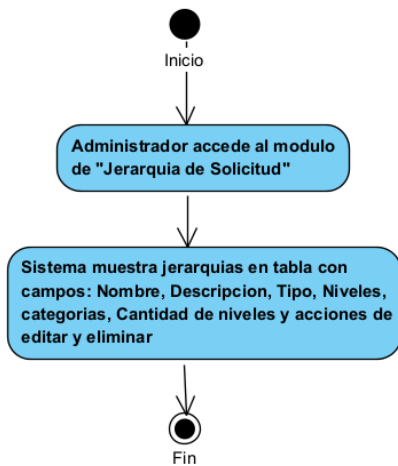 Inicio
Administrador accede al modulo
de "Jerarquia de Solicitud"
Sistema muestra jerarquias en tabla con
campos: Nombre, Descripcion, Tipo, Niveles,
categorias, Cantidad de niveles y acciones de
editar y eliminar
Fin